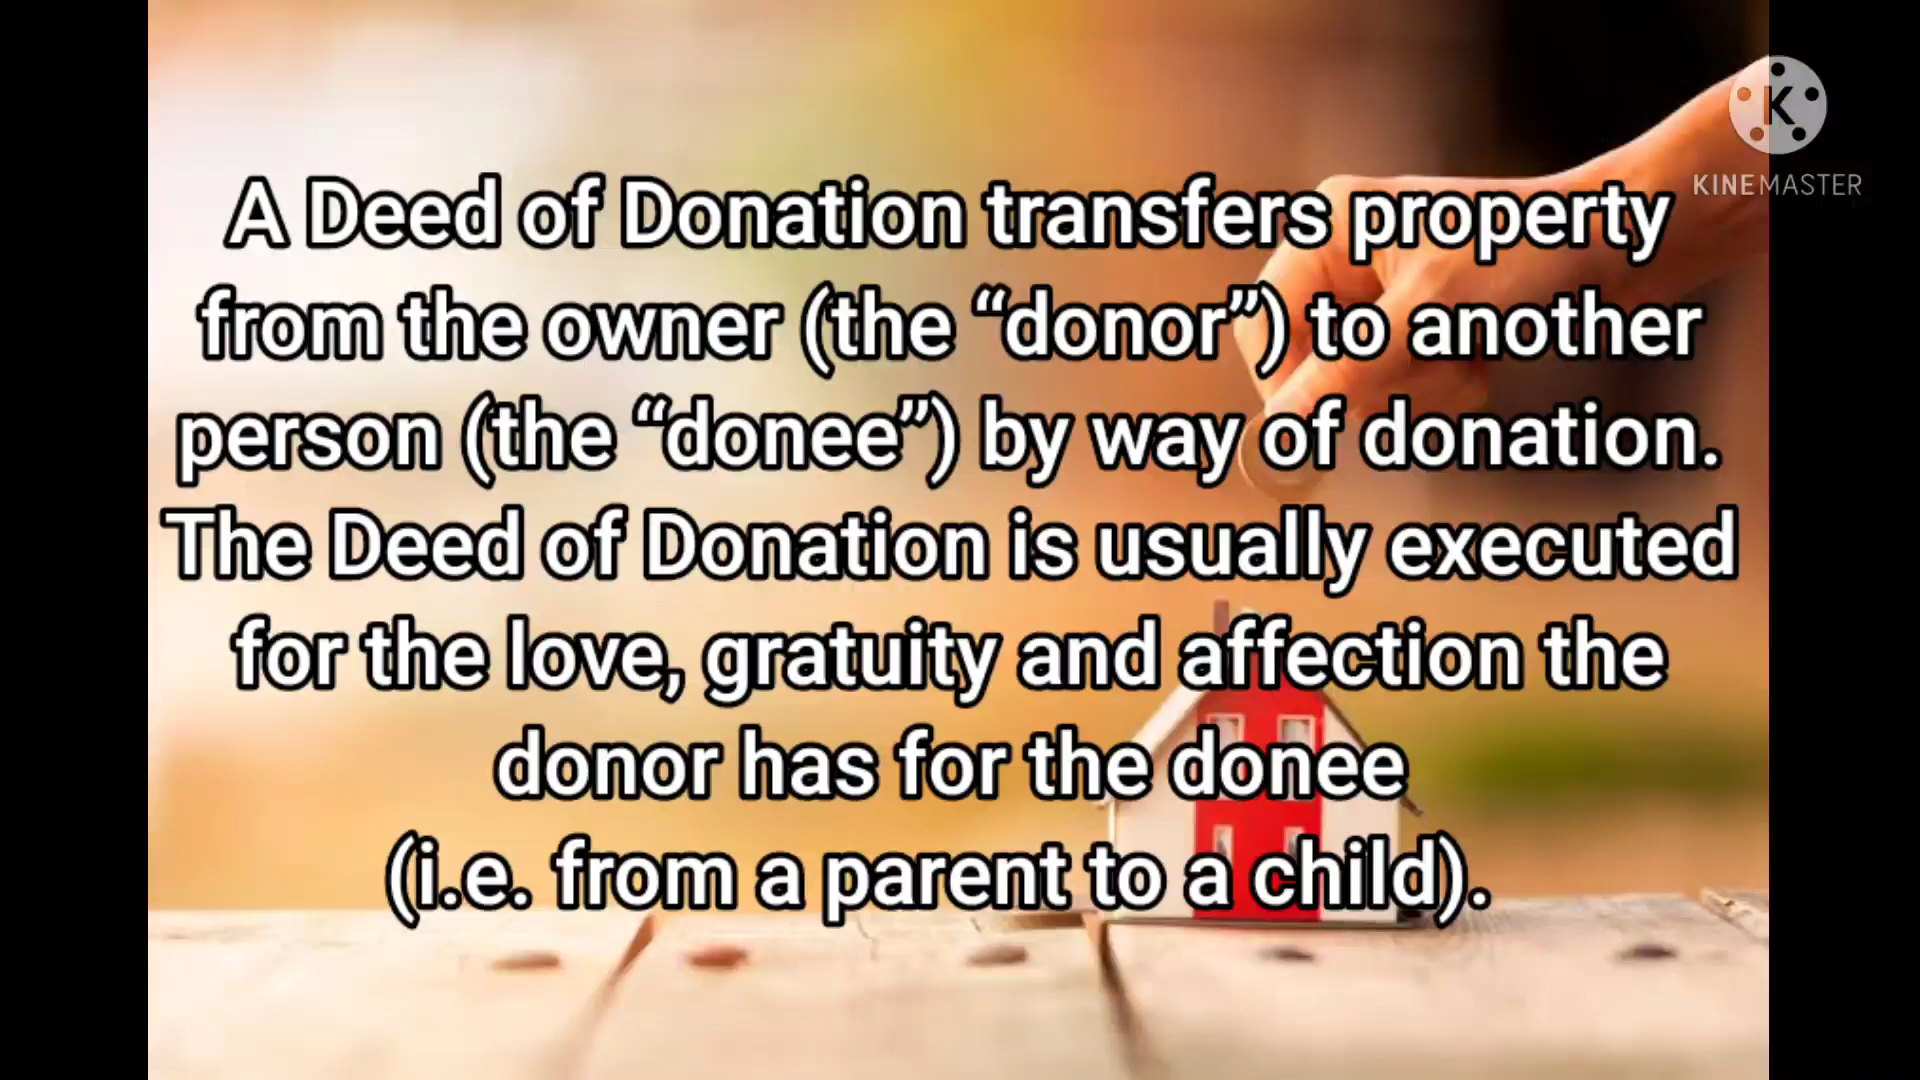 K
KINEMASTER
A Deed of Donation transfers property
from the owner (the “donor”) to another
person (the “donee”) by way of donation.
The Deed of Donation is usually executed
for the love, gratuity and affection the
donor has for the donee
(i.e. from a parent to a child).